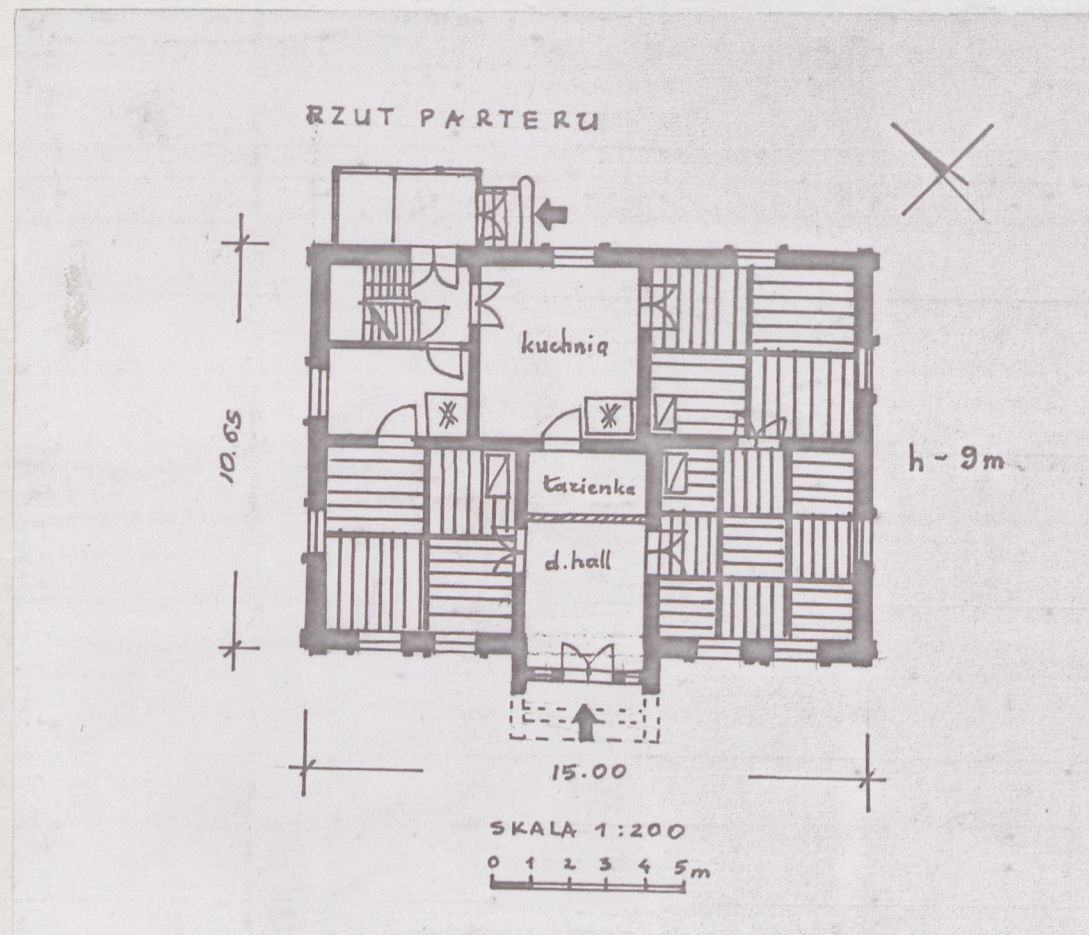 RZUT PARTERU
kuchnia
h - 9m
10.65
łazienka
d.hall
15.00
SKALA 1:200
0 1 2 3 4 5m